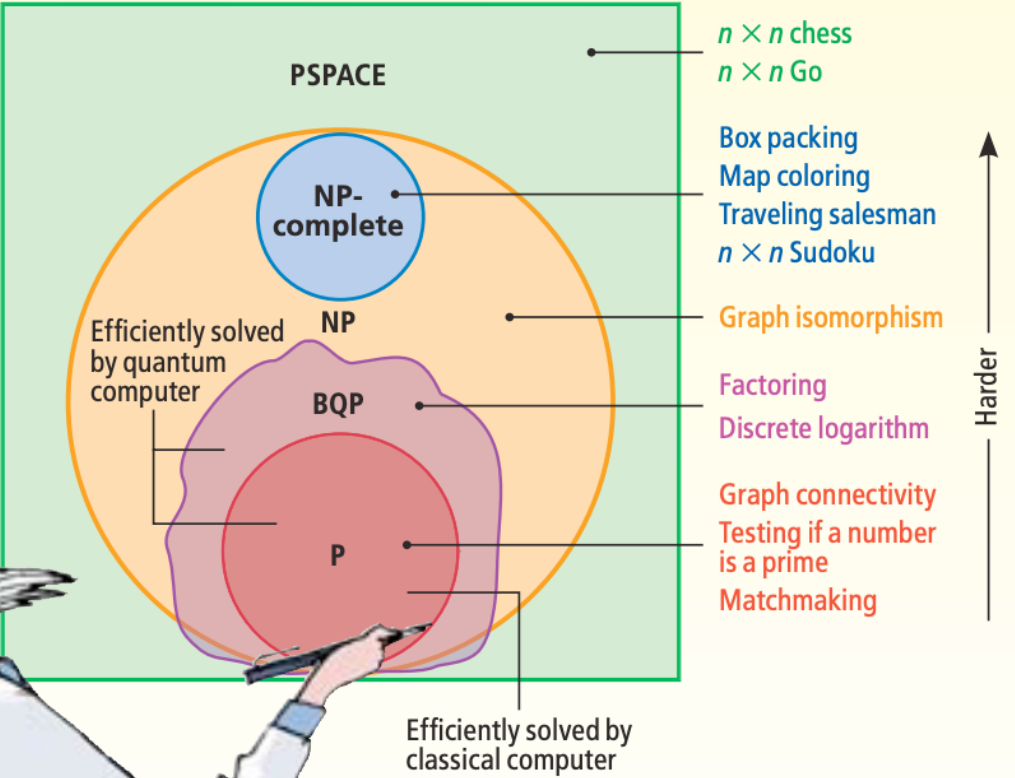 PSPACE
n × n chess
n × n Go
NP-
complete
Box packing
Map coloring
Traveling salesman
n × n Sudoku
NP
Graph isomorphism
Efficiently solved
by quantum
computer
BQP
Factoring
Discrete logarithm
P
Graph connectivity
Testing if a number
is a prime
Matchmaking
Harder
Efficiently solved by
classical computer